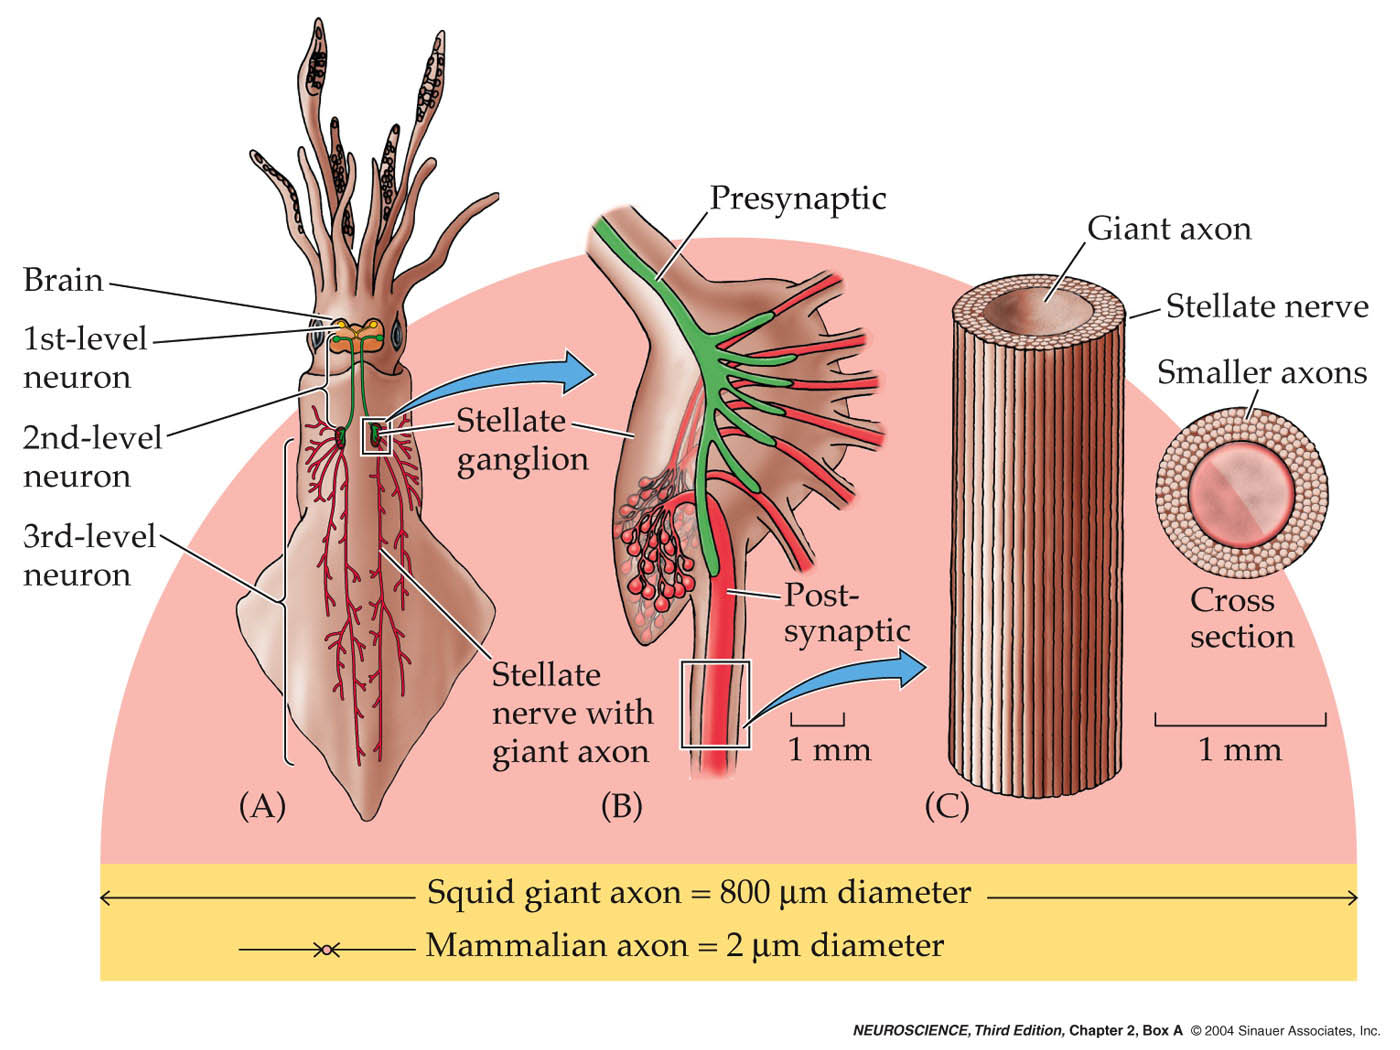 Presynaptic
Giant axon
Brain
Stellate nerve
1st-level
neuron
Smaller axons
Stellate
ganglion
2nd-level
neuron
3rd-level
neuron
Post-
synaptic
Cross
section
Stellate
nerve with
giant axon
1 mm
1 mm
(A)
(B)
(C)
Squid giant axon = 800 µm diameter
Mammalian axon = 2 µm diameter
NEUROSCIENCE, Third Edition, Chapter 2, Box A © 2004 Sinauer Associates, Inc.